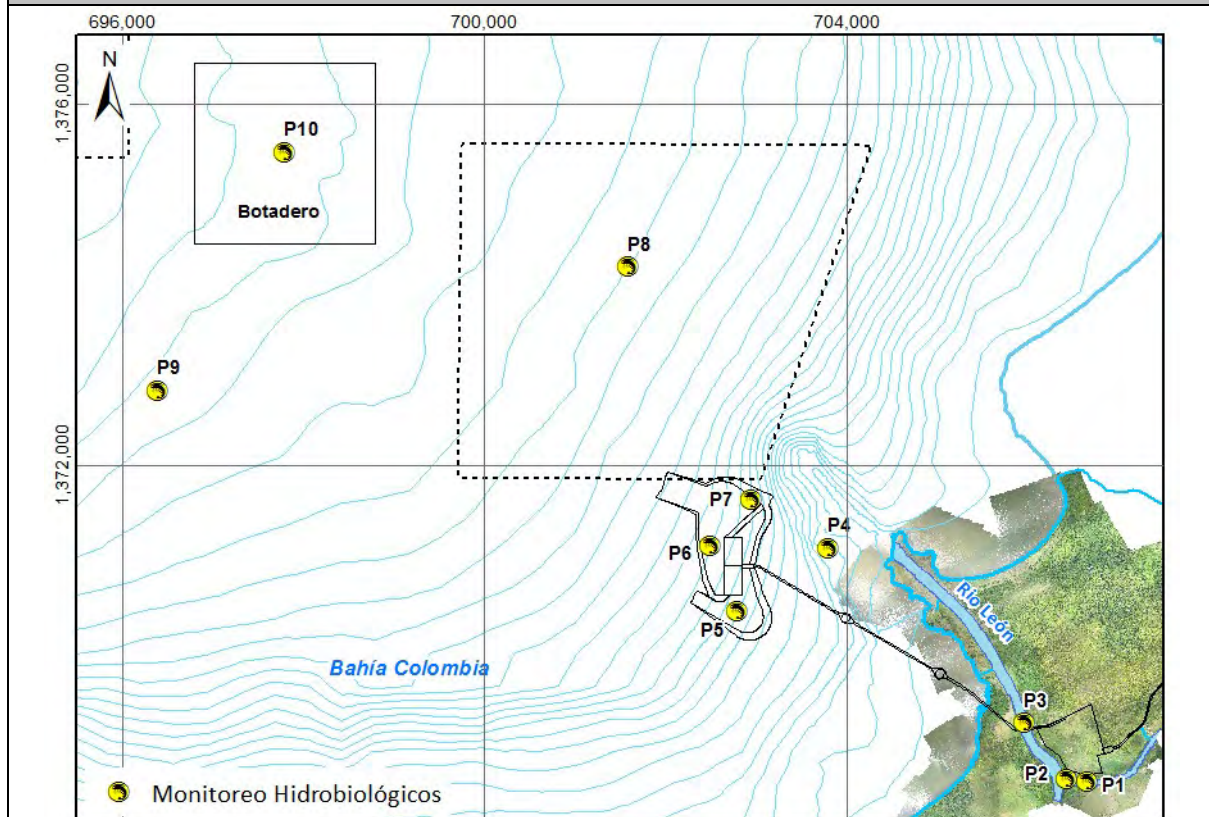 696,000
700,000
704,000
N
1,376,000
P10
Botadero
P8
P9
1,372,000
P7
P4
P6
P5
Río León
Bahía Colombia
P3
P2
P1
Monitoreo Hidrobiológicos